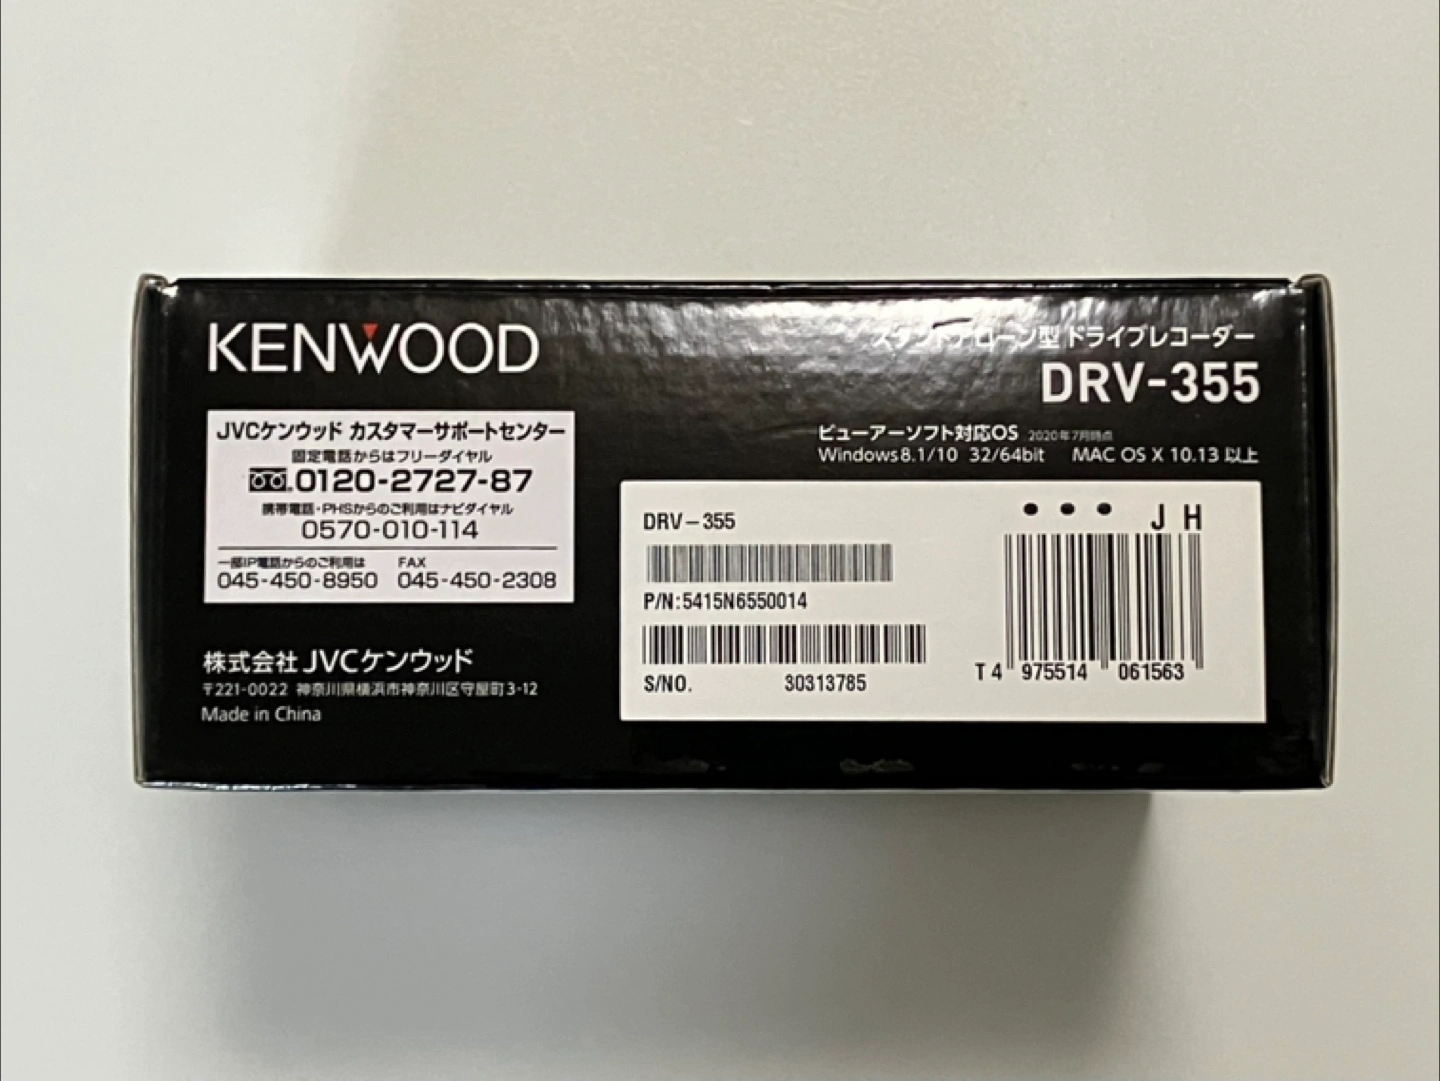 KENWOOD
スタンドアローン型 ドライブレコーダー
DRV-355
JVCケンウッド カスタマーサポートセンター
固定電話からはフリーダイヤル
0120-2727-87
携帯電話・PHSからのご利用はナビダイヤル
0570-010-114
一部IP電話からのご利用は FAX
045-450-8950 045-450-2308
株式会社 JVCケンウッド
〒221-0022 神奈川県横浜市神奈川区守屋町3-12
Made in China
ビューアーソフト対応OS 2020年7月時点
Windows8.1/10 32/64bit MAC OS X 10.13 以上
DRV-355
P/N:5415N6550014
S/NO. 30313785
● ● ● J H
T4 975514 061563